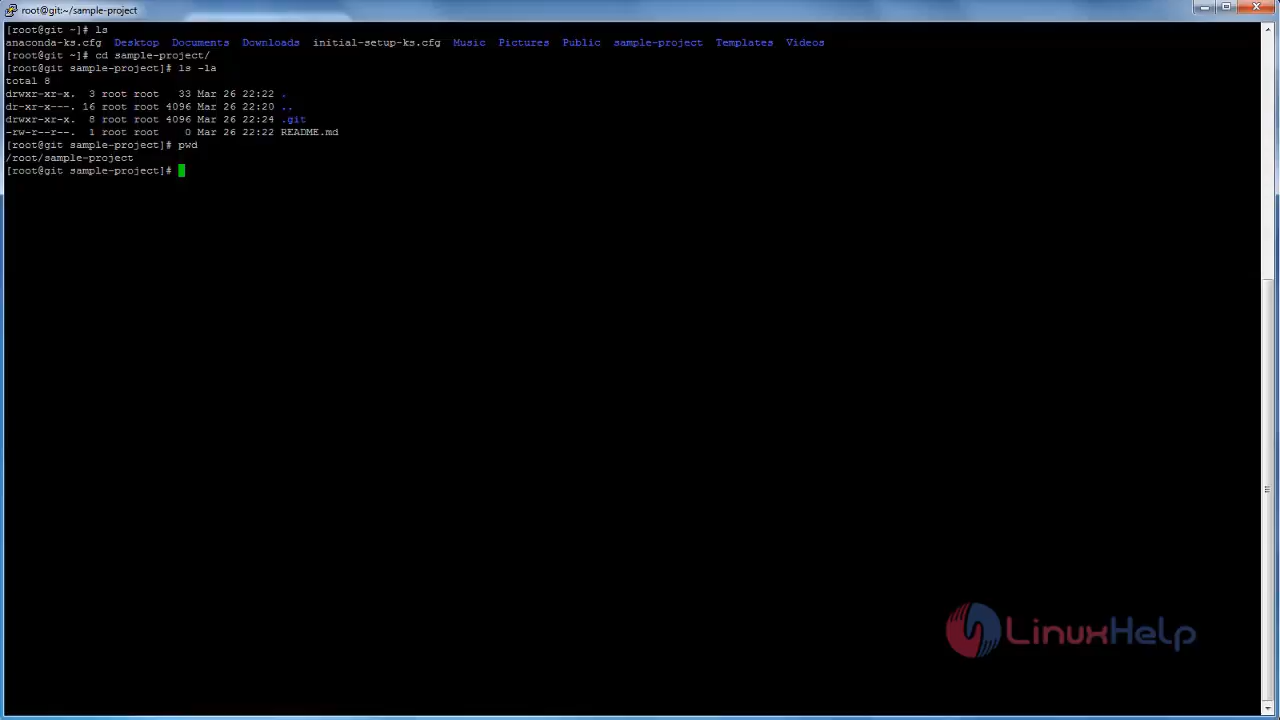 root@git:~/sample-project
[root@git ~]# ls
anaconda-ks.cfg  Desktop  Documents  Downloads  initial-setup-ks.cfg  Music  Pictures  Public  sample-project  Templates  Videos
[root@git ~]# cd sample-project/
[root@git sample-project]# ls -la
total 8
drwxr-xr-x.  3 root root   33 Mar 26 22:22 .
dr-xr-x---. 16 root root 4096 Mar 26 22:20 ..
drwxr-xr-x.  8 root root 4096 Mar 26 22:24 .git
-rw-r--r--.  1 root root    0 Mar 26 22:22 README.md
[root@git sample-project]# pwd
/root/sample-project
[root@git sample-project]#
LinuxHelp